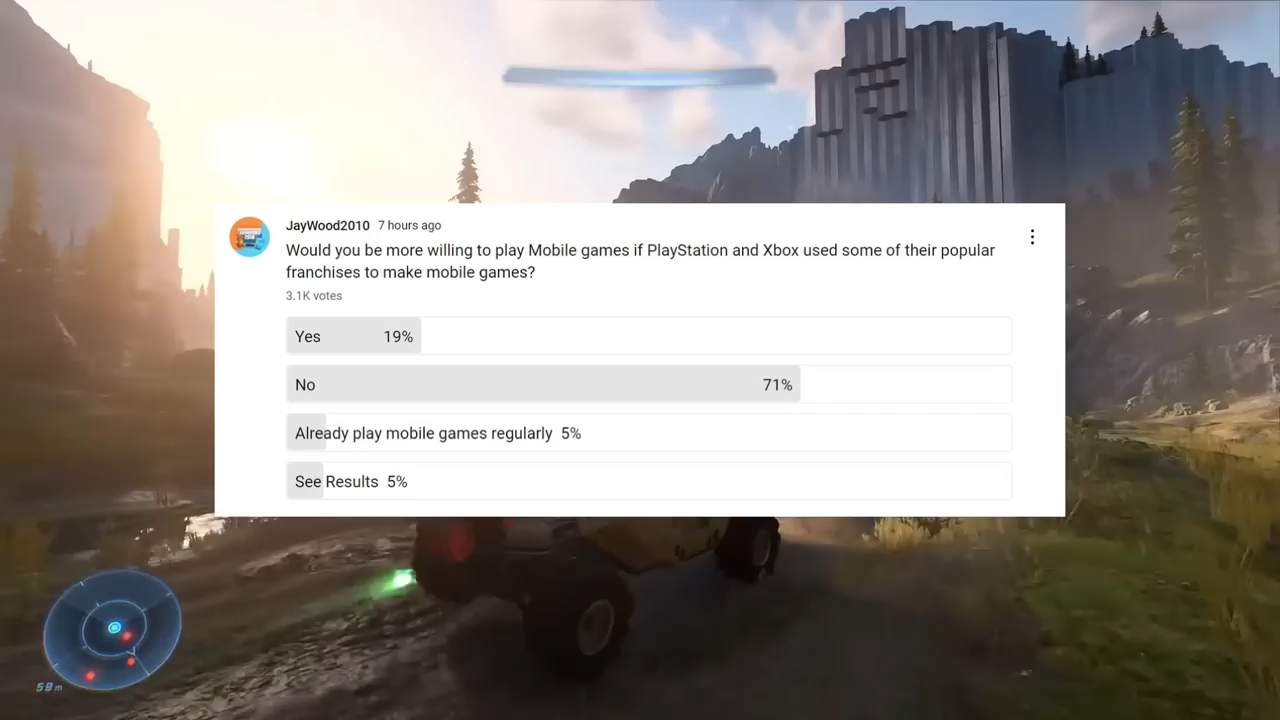 JayWood2010 7 hours ago
Would you be more willing to play Mobile games if PlayStation and Xbox used some of their popular
franchises to make mobile games?
3.1K votes
Yes 19%
No 71%
Already play mobile games regularly 5%
See Results 5%
59 m